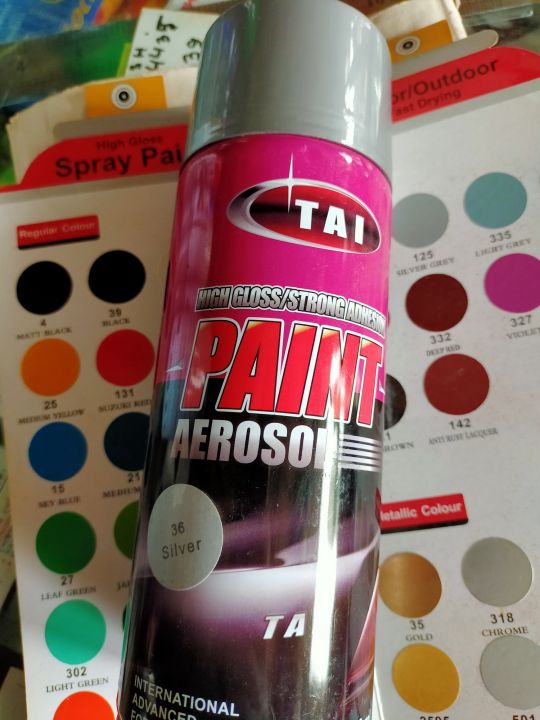 High Gloss
Spray Pai
Regular Colour
4
MATT BLACK
39
BLACK
25
MEDIUM YELLOW
131
SUZUKI RED
15
SKY BLUE
21
MEDIUM
27
LEAF GREEN
302
LIGHT GREEN
TAI
HIGH GLOSS/STRONG ADHESION
PAINT
AEROSOL
36
Silver
TA
INTERNATIONAL
ADVANCED
or/Outdoor
Fast Drying
125
SILVER GREY
335
LIGHT GREY
332
DEEP RED
327
VIOLET
BROWN
142
ANTI RUST LACQUER
Metallic Colour
35
GOLD
318
CHROME